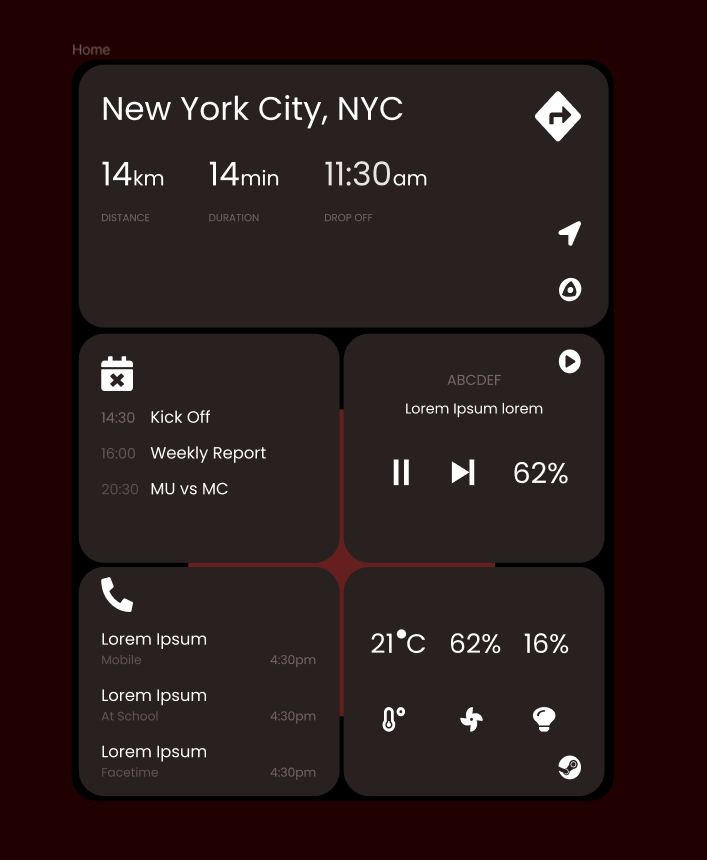 Home
New York City, NYC
14km 14min 11:30am
DISTANCE DURATION DROP OFF
14:30 Kick Off
16:00 Weekly Report
20:30 MU vs MC
ABCDEF
Lorem Ipsum lorem
62%
Lorem Ipsum
Mobile 4:30pm
Lorem Ipsum
At School 4:30pm
Lorem Ipsum
Facetime 4:30pm
21°C 62% 16%